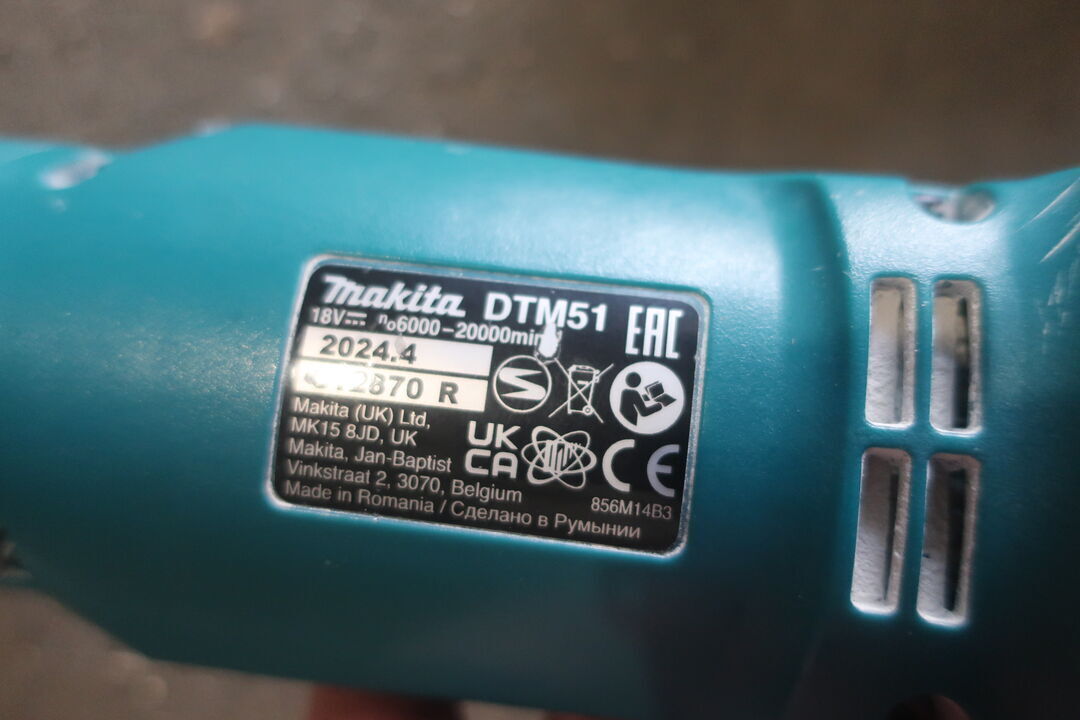 makita DTM51
18V n₀6000-20000min
2024.4
2870 R
EAC
S
Makita (UK) Ltd,
MK15 8JD, UK
Makita, Jan-Baptist
Vinkstraat 2, 3070, Belgium
Made in Romania / Сделано в Румынии
UK
CA
CE
856M14B3